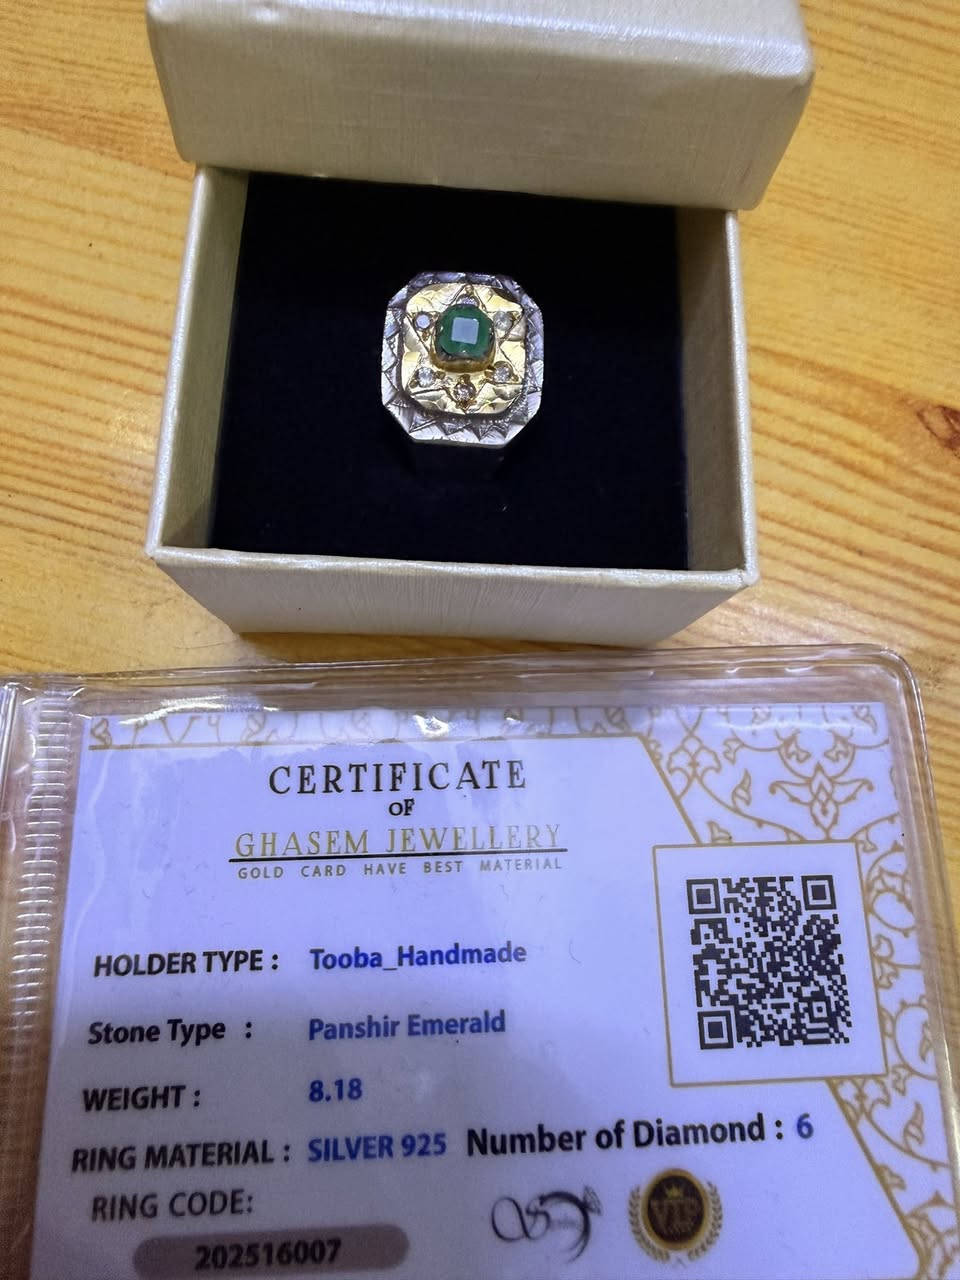 CERTIFICATE
OF
GHASEM JEWELLERY
GOLD CARD HAVE BEST MATERIAL
HOLDER TYPE : Tooba_Handmade
Stone Type : Panshir Emerald
WEIGHT : 8.18
RING MATERIAL : SILVER 925 Number of Diamond : 6
RING CODE:
202516007
VIP